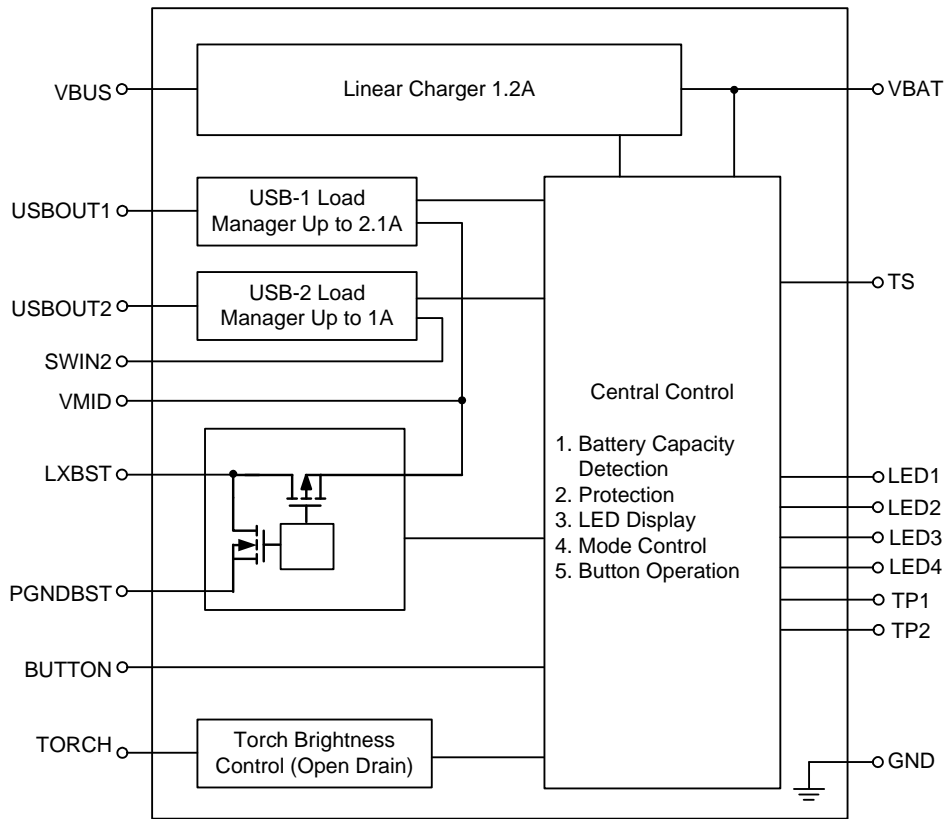 Linear Charger 1.2A
VBUS
VBAT
USB-1 Load
Manager Up to 2.1A
USBOUT1
USB-2 Load
Manager Up to 1A
USBOUT2
SWIN2
VMID
LXBST
PGNDBST
BUTTON
TORCH
Torch Brightness
Control (Open Drain)
Central Control
1. Battery Capacity
Detection
2. Protection
3. LED Display
4. Mode Control
5. Button Operation
TS
LED1
LED2
LED3
LED4
TP1
TP2
GND